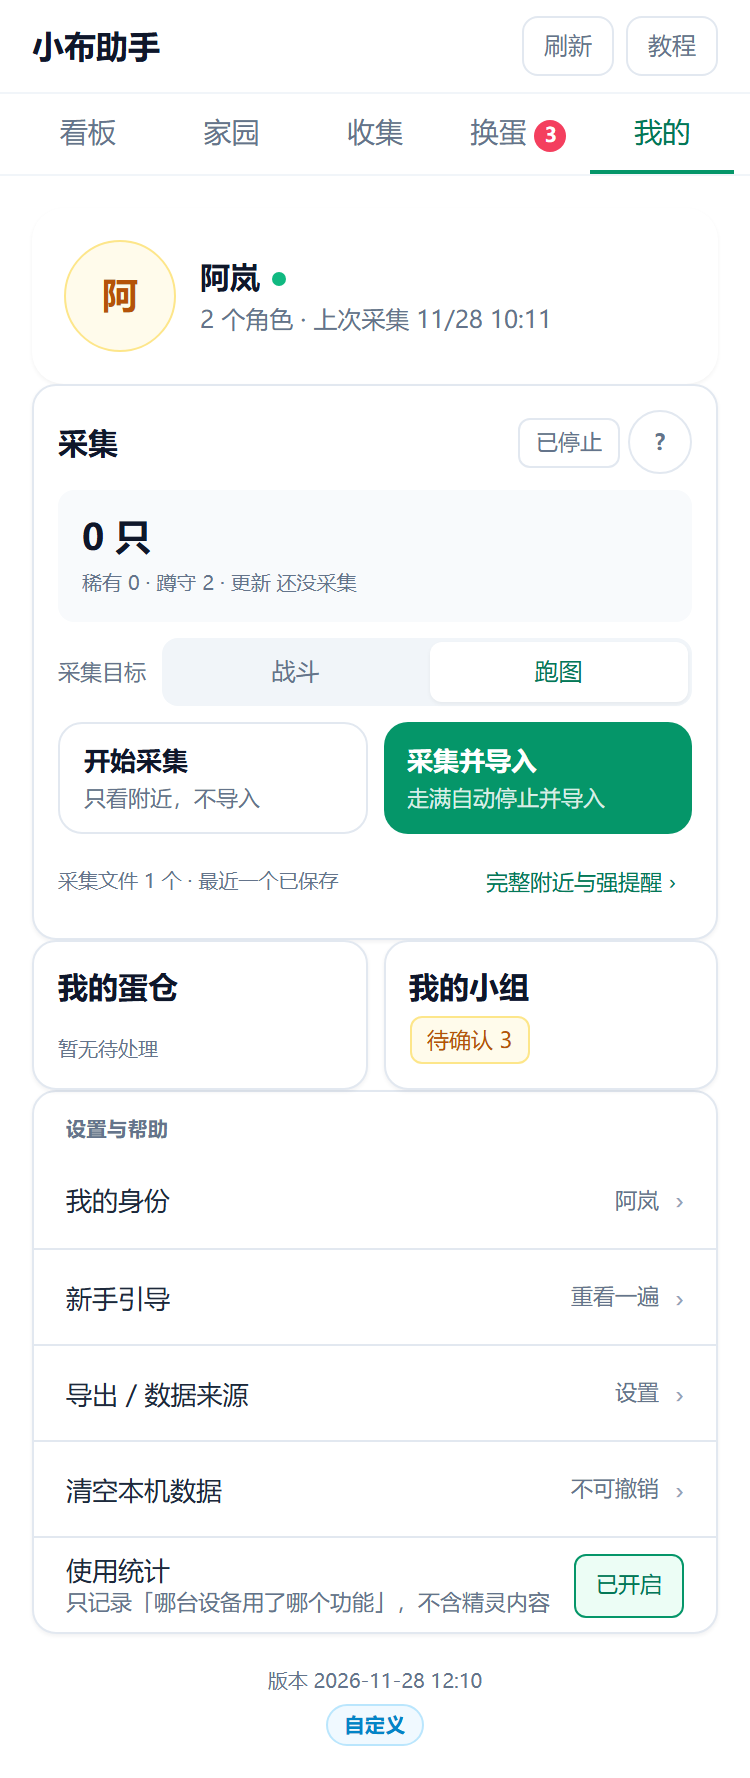 小布助手
刷新
教程
看板
家园
收集
换蛋 3
我的
阿
阿岚
2 个角色 · 上次采集 11/28 10:11
采集
已停止
?
0 只
稀有 0 · 蹲守 2 · 更新 还没采集
采集目标
战斗
跑图
开始采集
只看附近，不导入
采集并导入
走满自动停止并导入
采集文件 1 个 · 最近一个已保存
完整附近与强提醒 ›
我的蛋仓
暂无待处理
我的小组
待确认 3
设置与帮助
我的身份
阿岚 ›
新手引导
重看一遍 ›
导出 / 数据来源
设置 ›
清空本机数据
不可撤销 ›
使用统计
只记录「哪台设备用了哪个功能」，不含精灵内容
已开启
版本 2026-11-28 12:10
自定义